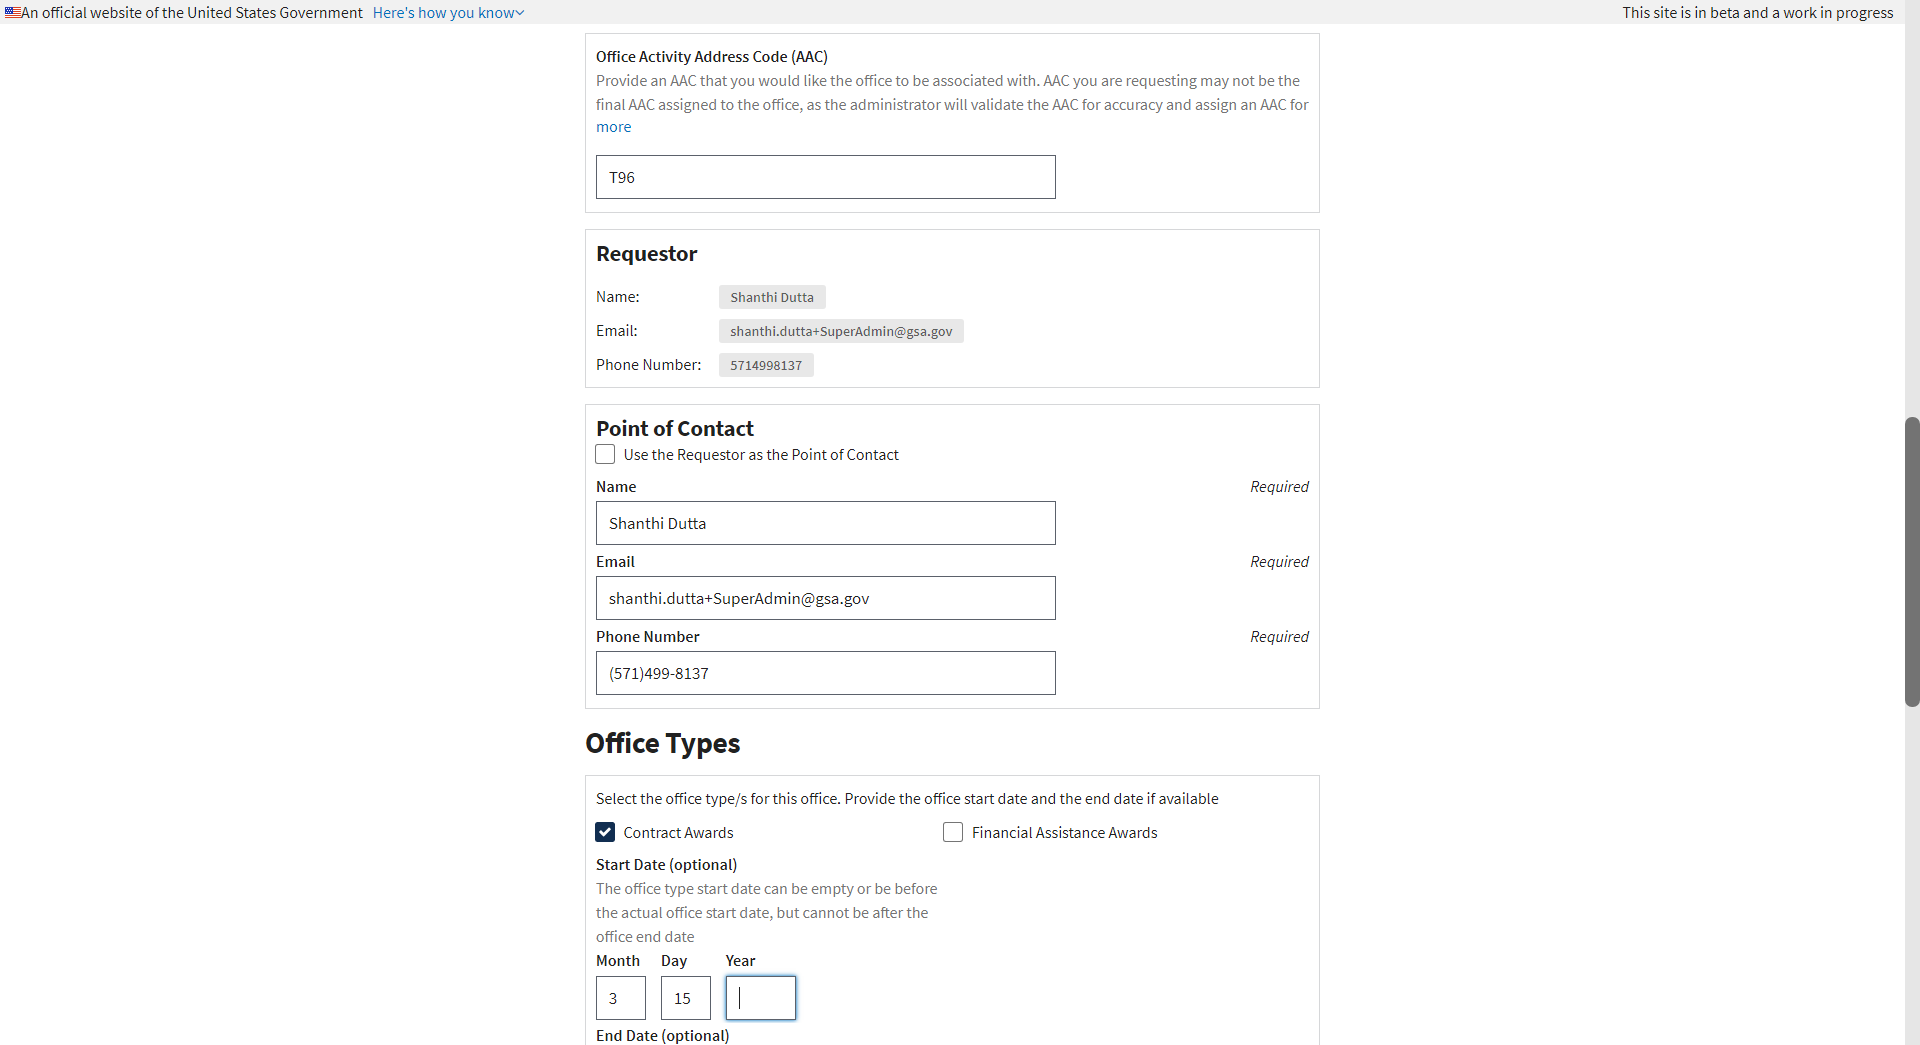 An official website of the United States Government Here's how you know
This site is in beta and a work in progress
Office Activity Address Code (AAC)
Provide an AAC that you would like the office to be associated with. AAC you are requesting may not be the
final AAC assigned to the office, as the administrator will validate the AAC for accuracy and assign an AAC for
more
T96
Requestor
Name: Shanthi Dutta
Email: shanthi.dutta+SuperAdmin@gsa.gov
Phone Number: 5714998137
Point of Contact
Use the Requestor as the Point of Contact
Name Required
Shanthi Dutta
Email Required
shanthi.dutta+SuperAdmin@gsa.gov
Phone Number Required
(571)499-8137
Office Types
Select the office type/s for this office. Provide the office start date and the end date if available
Contract Awards Financial Assistance Awards
Start Date (optional)
The office type start date can be empty or be before
the actual office start date, but cannot be after the
office end date
Month Day Year
3 15
End Date (optional)